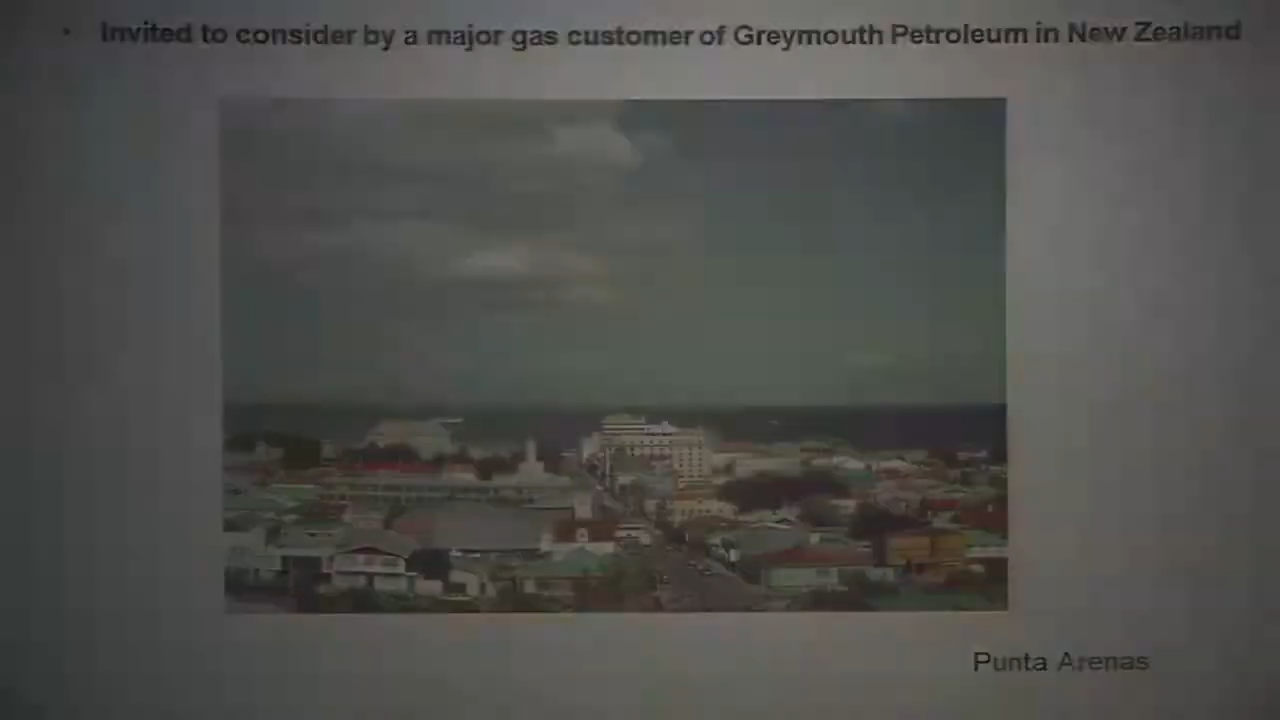 • Invited to consider by a major gas customer of Greymouth Petroleum in New Zealand
Punta Arenas